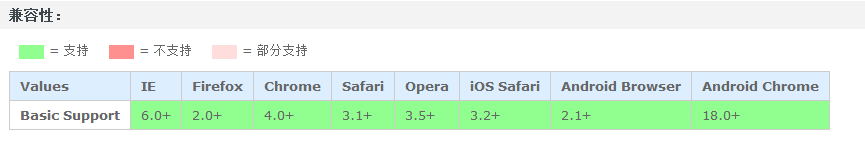 兼容性：
= 支持 = 不支持 = 部分支持
Values IE Firefox Chrome Safari Opera iOS Safari Android Browser Android Chrome
Basic Support 6.0+ 2.0+ 4.0+ 3.1+ 3.5+ 3.2+ 2.1+ 18.0+